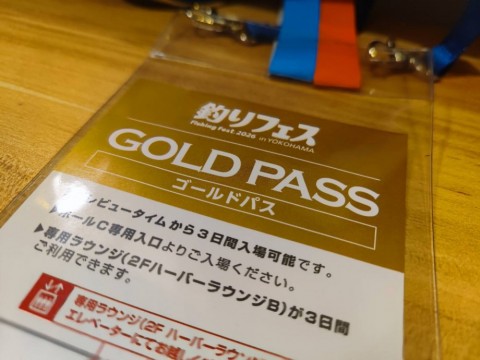 釣りフェス
Fishing Fest 2026 in YOKOHAMA
GOLD PASS
ゴールドパス
レビュータイムから3日間入場可能です。
▶ホールC専用入口よりご入場ください。
▶専用ラウンジ(2FハーバーラウンジB)が3日間
ご利用できます。
専用ラウンジ(2F ハーバーラウンジ
エレベーターにてお越し